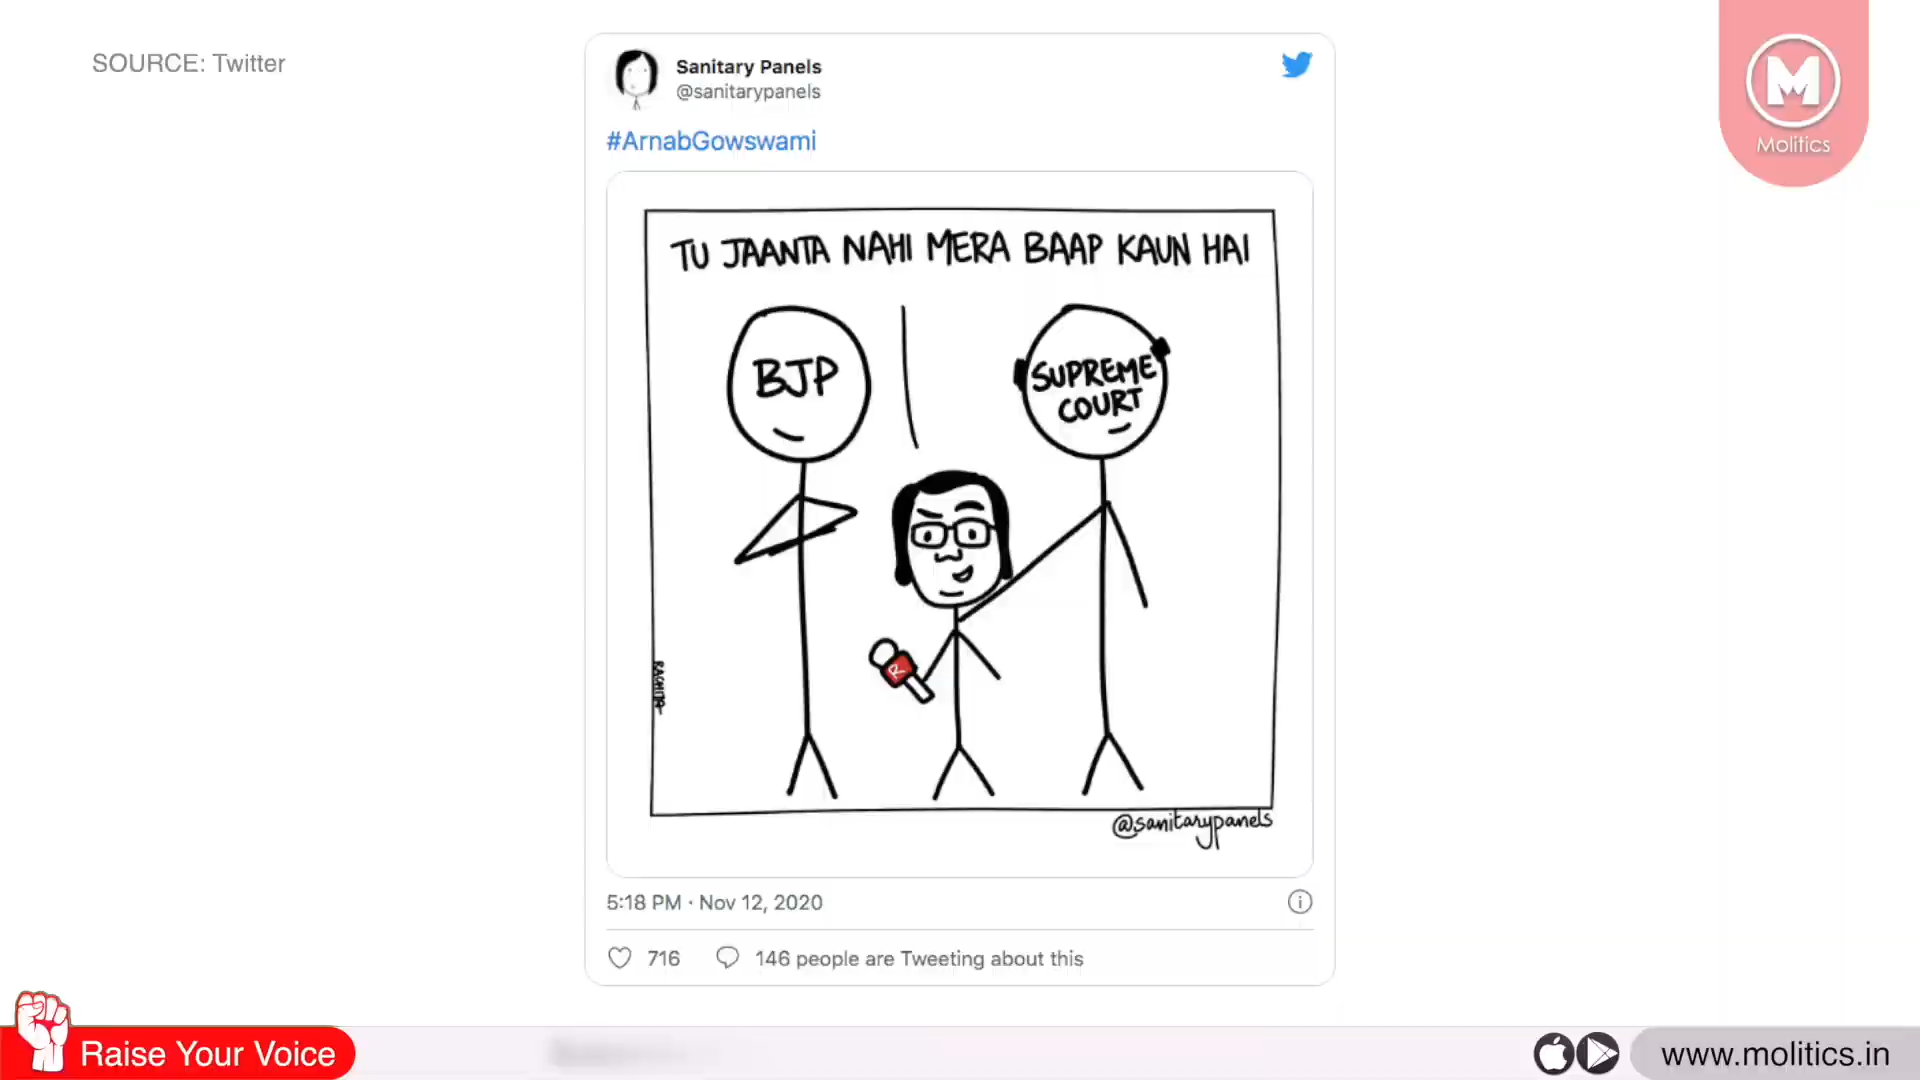 SOURCE: Twitter
Sanitary Panels
@sanitarypanels
#ArnabGowswami
TU JAANTA NAHI MERA BAAP KAUN HAI
BJP
SUPREME
COURT
R
@sanitarypanels
5:18 PM · Nov 12, 2020
716
146 people are Tweeting about this
M
Molitics
Raise Your Voice
www.molitics.in